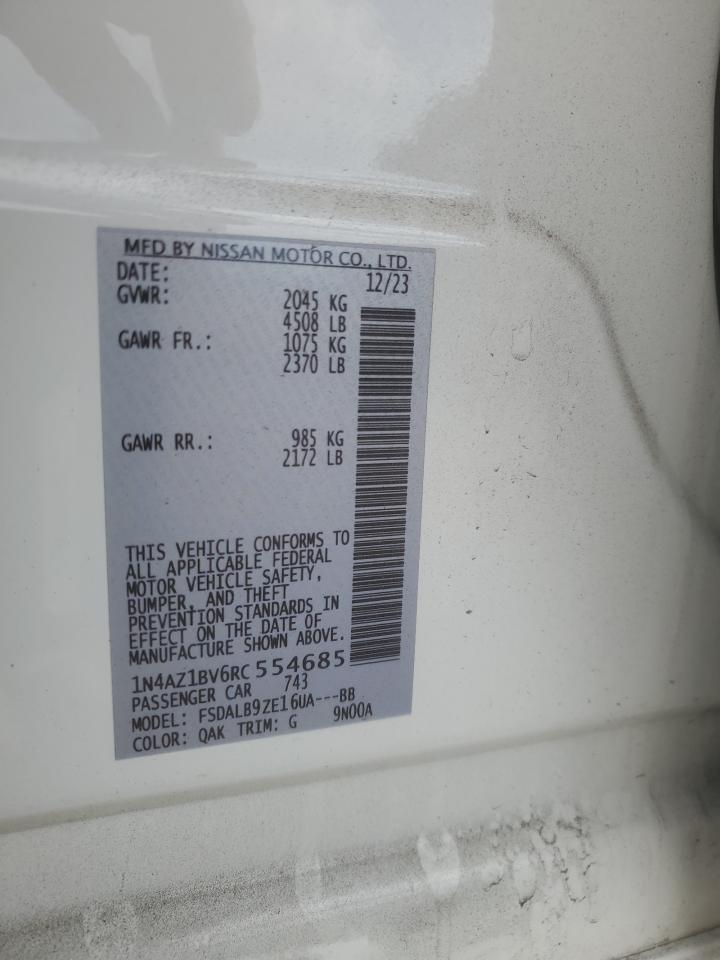 MFD BY NISSAN MOTOR CO., LTD.
DATE: 12/23
GVWR: 2045 KG
4508 LB
GAWR FR.: 1075 KG
2370 LB
GAWR RR.: 985 KG
2172 LB
THIS VEHICLE CONFORMS TO
ALL APPLICABLE FEDERAL
MOTOR VEHICLE SAFETY,
BUMPER, AND THEFT
PREVENTION STANDARDS IN
EFFECT ON THE DATE OF
MANUFACTURE SHOWN ABOVE.
1N4AZ1BV6RC554685
PASSENGER CAR 743
MODEL: FSDALB9ZE16UA---BB
COLOR: QAK TRIM: G 9N00A